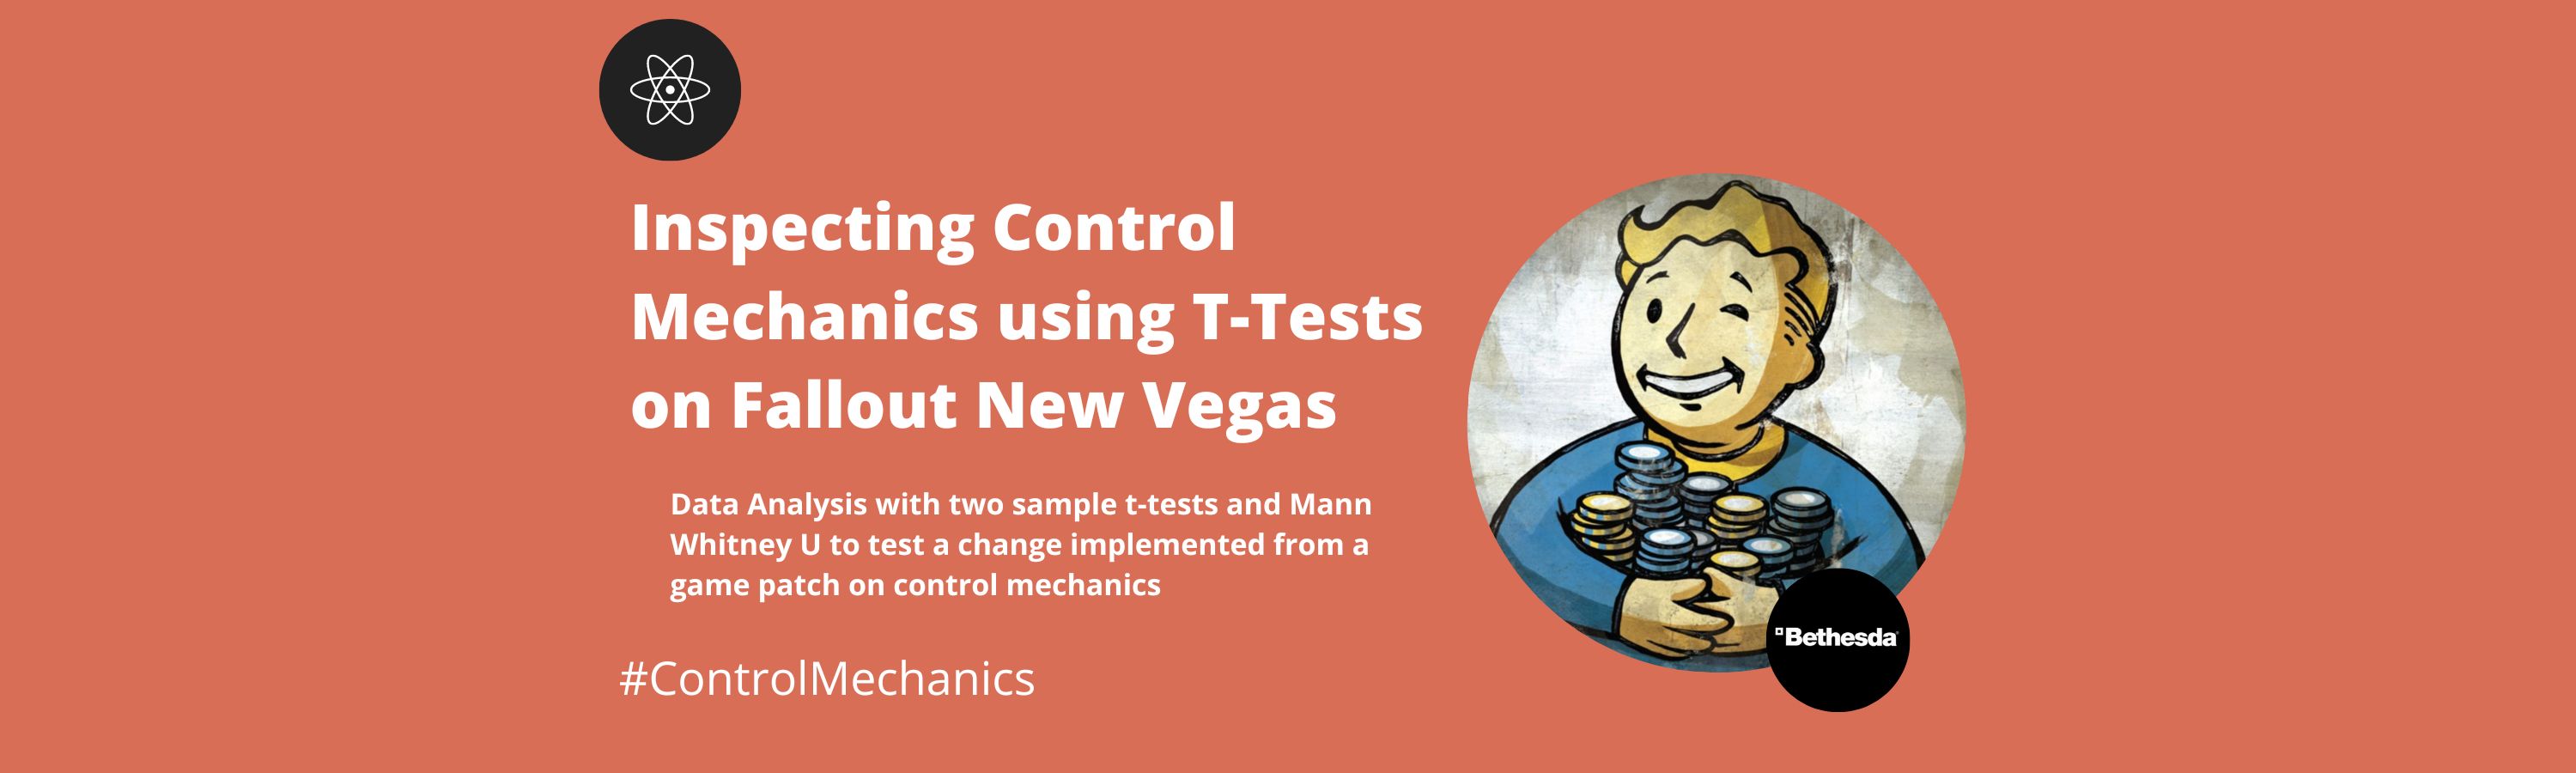 Inspecting Control
Mechanics using T-Tests
on Fallout New Vegas
Data Analysis with two sample t-tests and Mann
Whitney U to test a change implemented from a
game patch on control mechanics
#ControlMechanics
Bethesda